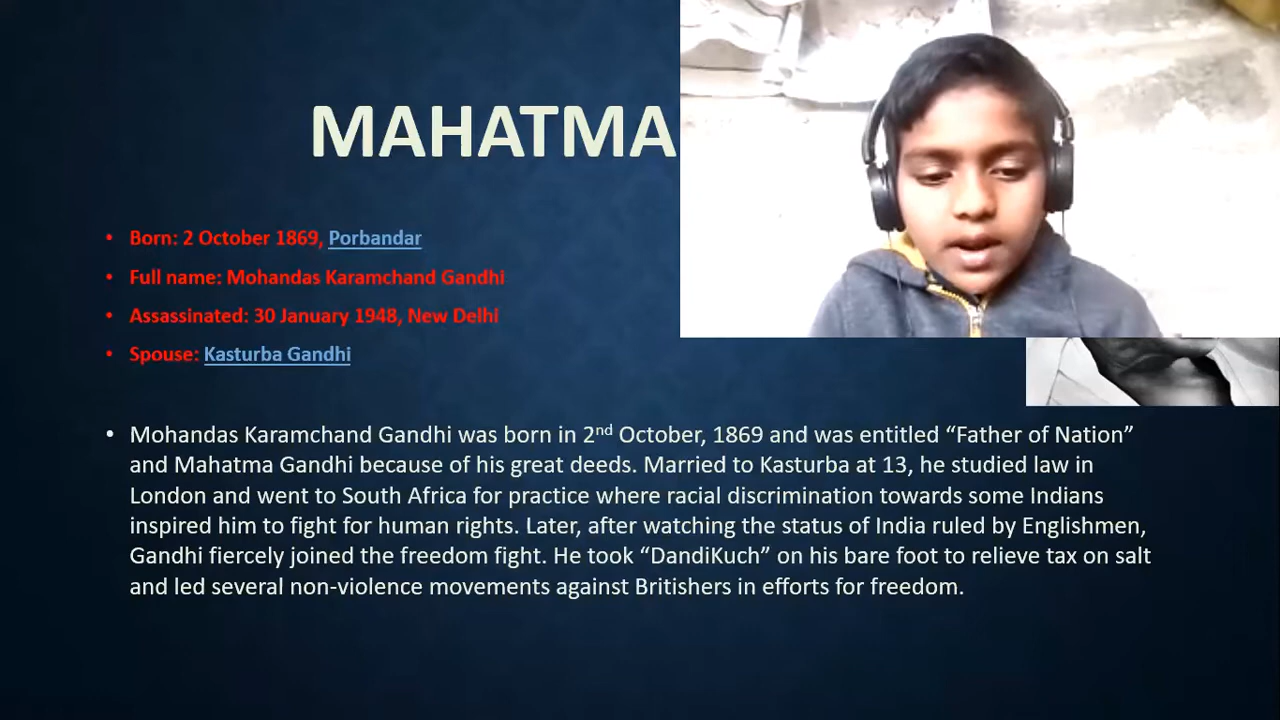 MAHATMA
• Born: 2 October 1869, Porbandar
• Full name: Mohandas Karamchand Gandhi
• Assassinated: 30 January 1948, New Delhi
• Spouse: Kasturba Gandhi
• Mohandas Karamchand Gandhi was born in 2nd October, 1869 and was entitled “Father of Nation”
and Mahatma Gandhi because of his great deeds. Married to Kasturba at 13, he studied law in
London and went to South Africa for practice where racial discrimination towards some Indians
inspired him to fight for human rights. Later, after watching the status of India ruled by Englishmen,
Gandhi fiercely joined the freedom fight. He took “DandiKuch” on his bare foot to relieve tax on salt
and led several non-violence movements against Britishers in efforts for freedom.